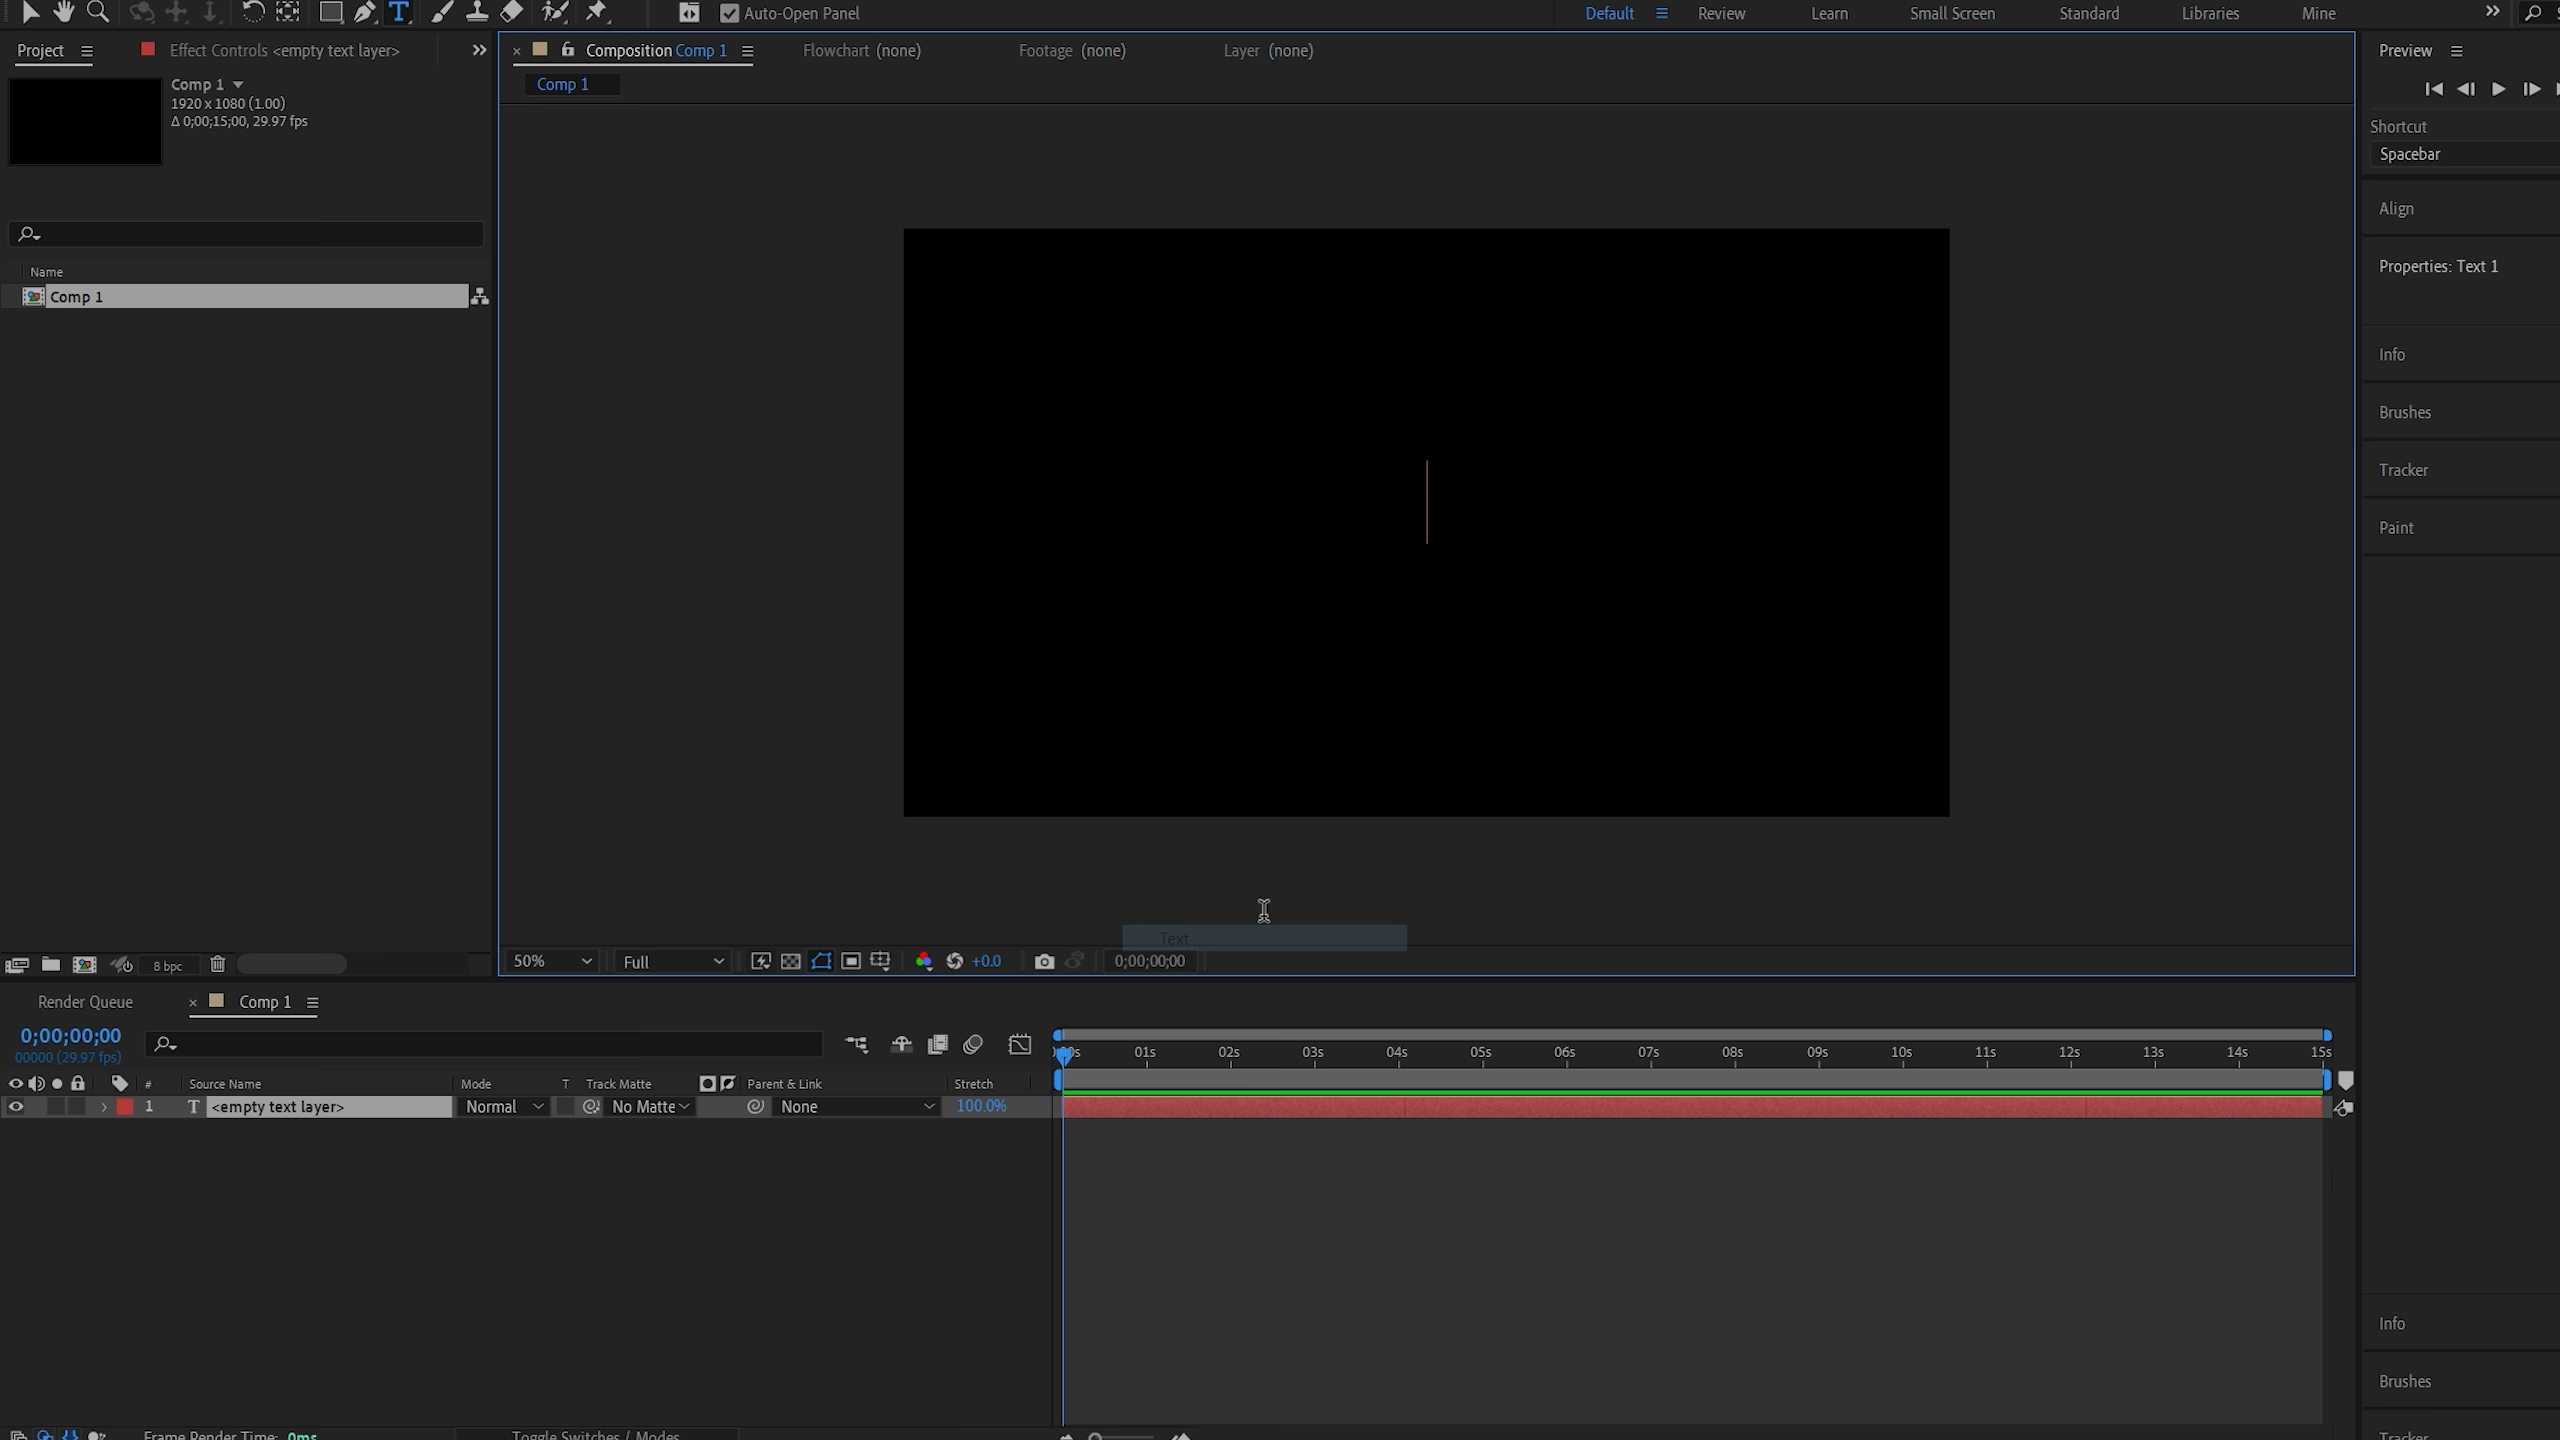 Auto-Open Panel
Default
Review
Learn
Small Screen
Standard
Libraries
Mine
Project
Effect Controls <empty text layer>
Composition Comp 1
Flowchart (none)
Footage (none)
Layer (none)
Comp 1
Comp 1
1920 x 1080 (1.00)
Δ 0;00;15;00, 29.97 fps
Name
Comp 1
Preview
Shortcut
Spacebar
Align
Properties: Text 1
Info
Brushes
Tracker
Paint
Text
8 bpc
50%
Full
+0.0
0;00;00;00
Render Queue
Comp 1
0;00;00;00
00000 (29.97 fps)
01s 02s 03s 04s 05s 06s 07s 08s 09s 10s 11s 12s 13s 14s 15s
# Source Name Mode T Track Matte Parent & Link Stretch
1 T <empty text layer> Normal No Matte None 100.0%
Info
Brushes
Tracker
Frame Render Time: 0ms
Toggle Switches / Modes